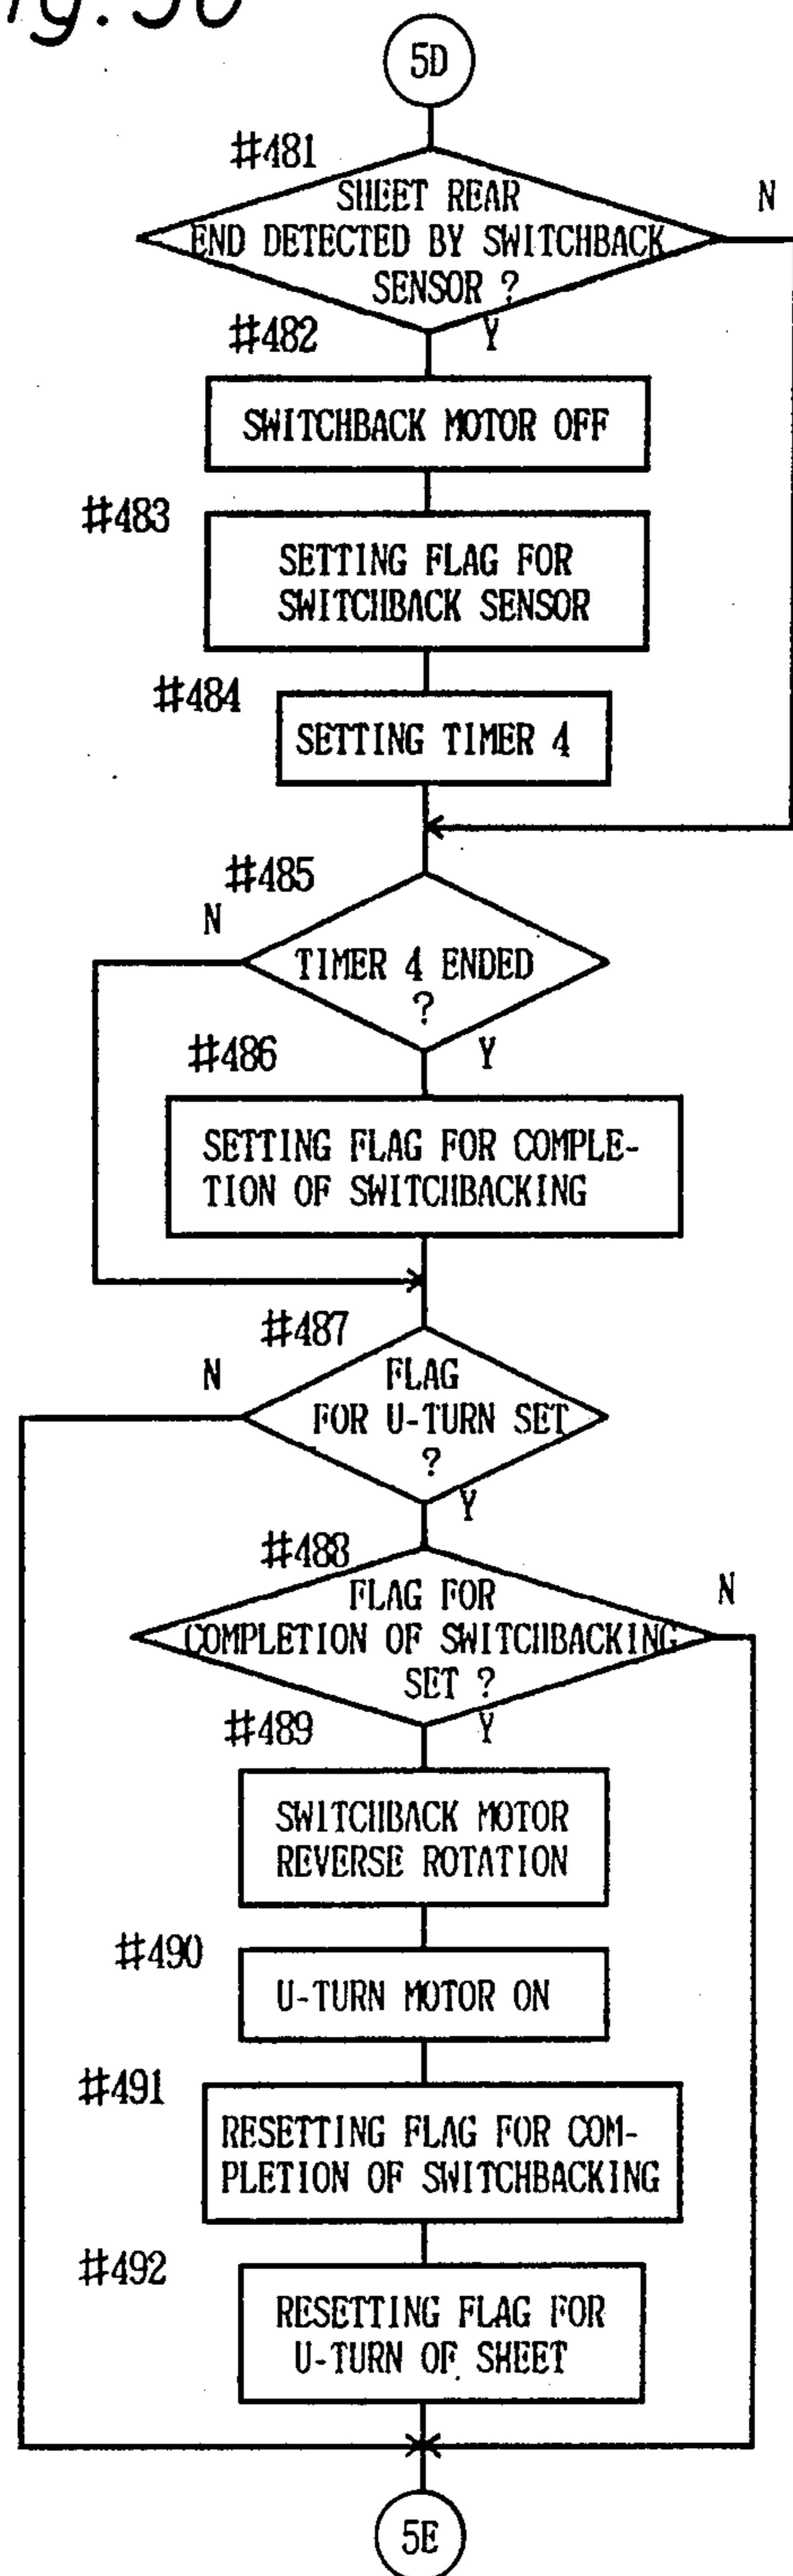 Fig. 30
5D
#481
SHEET REAR
END DETECTED BY SWITCHBACK
SENSOR ?
N
Y
#482
SWITCHBACK MOTOR OFF
#483
SETTING FLAG FOR
SWITCHBACK SENSOR
#484
SETTING TIMER 4
#485
N
TIMER 4 ENDED
?
Y
#486
SETTING FLAG FOR COMPLE-
TION OF SWITCHBACKING
#487
N
FLAG
FOR U-TURN SET
?
Y
#488
FLAG FOR
COMPLETION OF SWITCHBACKING
SET ?
N
Y
#489
SWITCHBACK MOTOR
REVERSE ROTATION
#490
U-TURN MOTOR ON
#491
RESETTING FLAG FOR COM-
PLETION OF SWITCHBACKING
#492
RESETTING FLAG FOR
U-TURN OF SHEET
5E